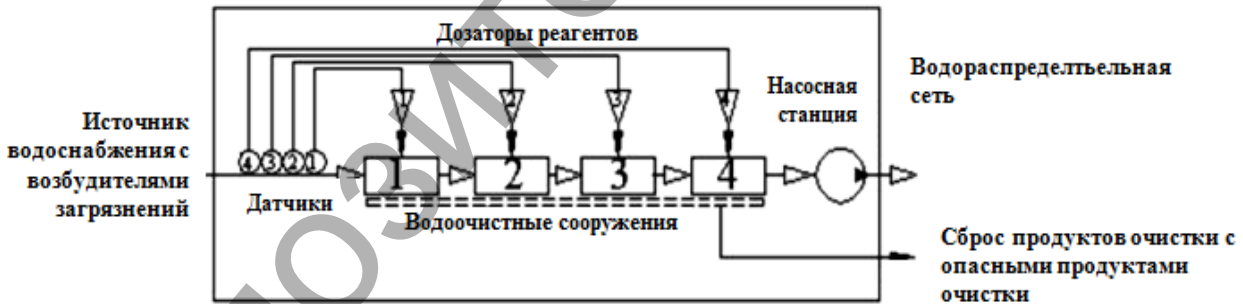 Дозаторы реагентов
Водораспределтьельная
сеть
Насосная
станция
Источник
водоснабжения с
возбудителями
загрязнений
4 3 2 1
1 2 3 4
1 2 3 4
Датчики
Водоочистные сооружения
Сброс продуктов очистки с
опасными продуктами
очистки